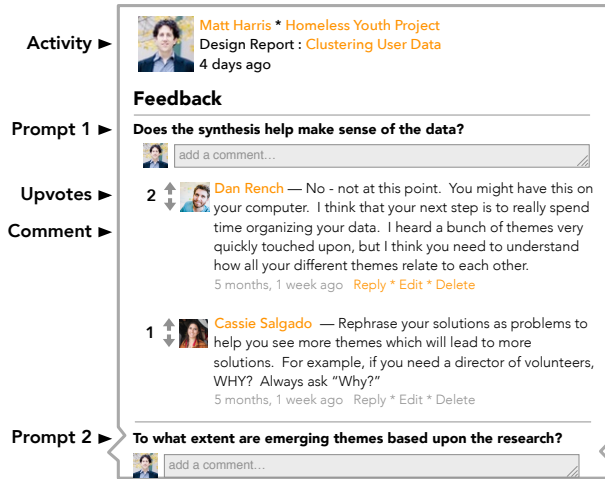 Matt Harris * Homeless Youth Project
Activity ► Design Report : Clustering User Data
4 days ago
Feedback
Prompt 1 ► Does the synthesis help make sense of the data?
add a comment...
Upvotes ► 2 Dan Rench — No - not at this point. You might have this on
your computer. I think that your next step is to really spend
Comment ► time organizing your data. I heard a bunch of themes very
quickly touched upon, but I think you need to understand
how all your different themes relate to each other.
5 months, 1 week ago Reply * Edit * Delete
1 Cassie Salgado — Rephrase your solutions as problems to
help you see more themes which will lead to more
solutions. For example, if you need a director of volunteers,
WHY? Always ask “Why?”
5 months, 1 week ago Reply * Edit * Delete
Prompt 2 ► To what extent are emerging themes based upon the research?
add a comment...